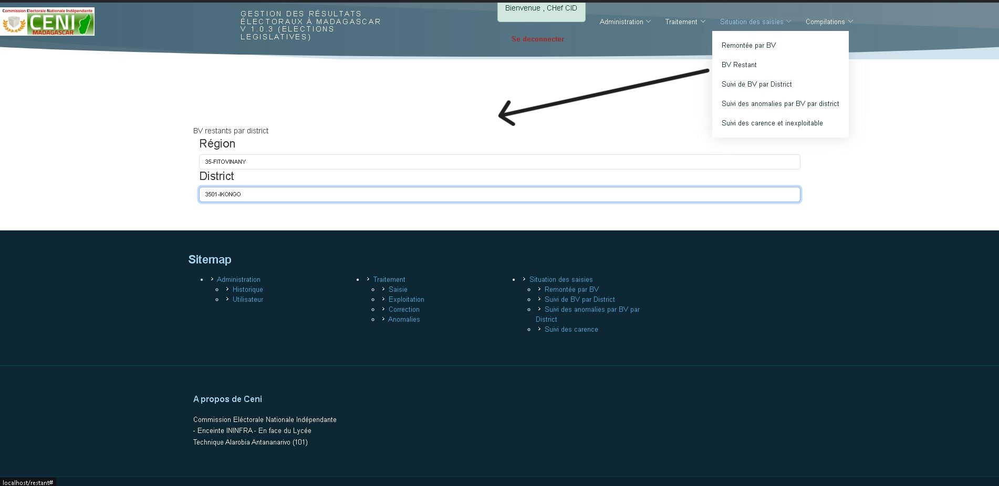 Commission Electorale Nationale Indépendante
CENI
MADAGASCAR
GESTION DES RÉSULTATS
ÉLECTORAUX À MADAGASCAR
V 1.0.3 (ELECTIONS
LEGISLATIVES)
Bienvenue , CHef CID
Se deconnecter
Administration
Traitement
Situation des saisies
Compilations
Remontée par BV
BV Restant
Suivi de BV par District
Suivi des anomalies par BV par district
Suivi des carence et inexploitable
BV restants par district
Région
35-FITOVINANY
District
3501-IKONGO
Sitemap
Administration
Historique
Utilisateur
Traitement
Saisie
Exploitation
Correction
Anomalies
Situation des saisies
Remontée par BV
Suivi de BV par District
Suivi des anomalies par BV par
District
Suivi des carence
A propos de Ceni
Commission Eléctorale Nationale Indépendante
- Enceinte ININFRA - En face du Lycée
Technique Alarobia Antananarivo (101)
localhost/restant#